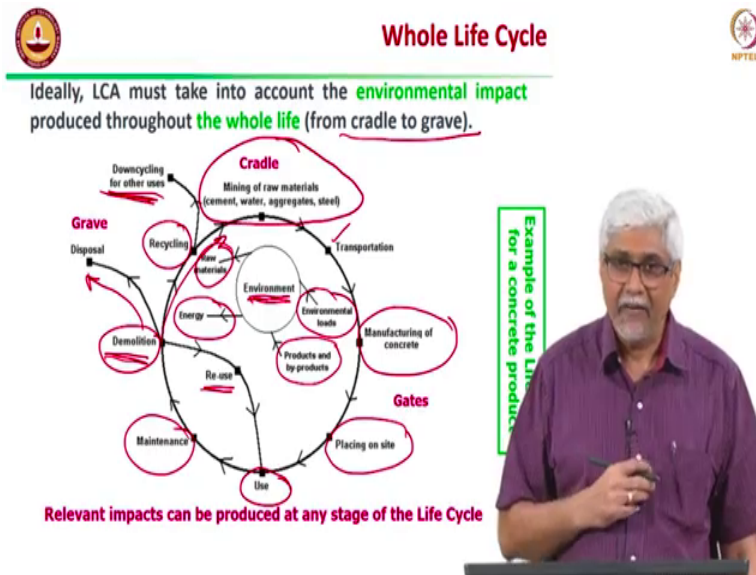 Whole Life Cycle
NPTEL
Ideally, LCA must take into account the environmental impact
produced throughout the whole life (from cradle to grave).
Cradle
Mining of raw materials
(cement, water, aggregates, steel)
Downcycling
for other uses
Grave
Disposal
Recycling
Transportation
Raw
materials
Environment
Energy
Environmental
loads
Products and
by-products
Demolition
Manufacturing of
concrete
Re-use
Gates
Maintenance
Placing on site
Use
Example of the Life
for a concrete product
Relevant impacts can be produced at any stage of the Life Cycle